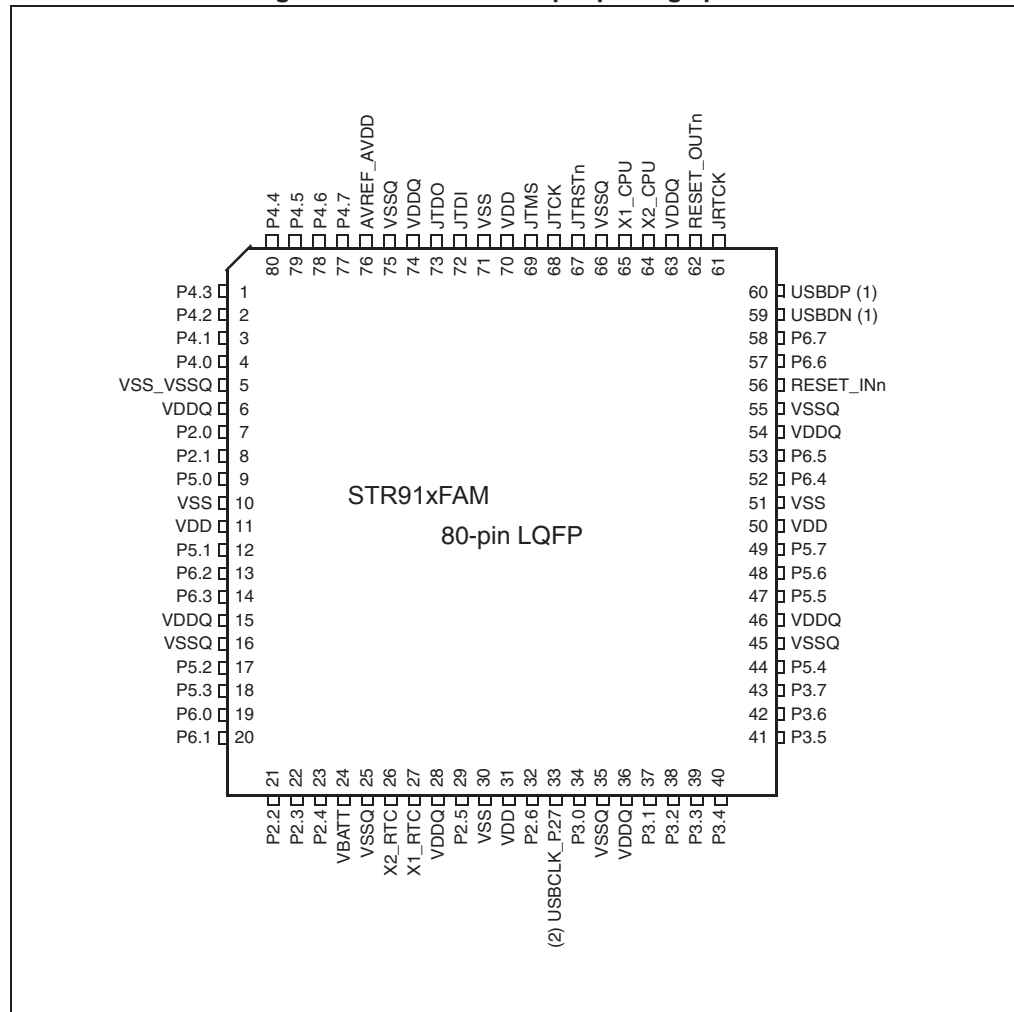 P4.4
P4.5
P4.6
P4.7
AVREF_AVDD
VSSQ
VDDQ
JTDO
JTDI
VSS
VDD
JTMS
JTCK
JTRSTn
VSSQ
X1_CPU
X2_CPU
VDDQ
RESET_OUTn
JRTCK
80
79
78
77
76
75
74
73
72
71
70
69
68
67
66
65
64
63
62
61
P4.3 1
P4.2 2
P4.1 3
P4.0 4
VSS_VSSQ 5
VDDQ 6
P2.0 7
P2.1 8
P5.0 9
VSS 10
VDD 11
P5.1 12
P6.2 13
P6.3 14
VDDQ 15
VSSQ 16
P5.2 17
P5.3 18
P6.0 19
P6.1 20
STR91xFAM
80-pin LQFP
60 USBDP (1)
59 USBDN (1)
58 P6.7
57 P6.6
56 RESET_INn
55 VSSQ
54 VDDQ
53 P6.5
52 P6.4
51 VSS
50 VDD
49 P5.7
48 P5.6
47 P5.5
46 VDDQ
45 VSSQ
44 P5.4
43 P3.7
42 P3.6
41 P3.5
21
22
23
24
25
26
27
28
29
30
31
32
33
34
35
36
37
38
39
40
P2.2
P2.3
P2.4
VBATT
VSSQ
X2_RTC
X1_RTC
VDDQ
P2.5
VSS
VDD
P2.6
(2) USBCLK_P.27
P3.0
VSSQ
VDDQ
P3.1
P3.2
P3.3
P3.4